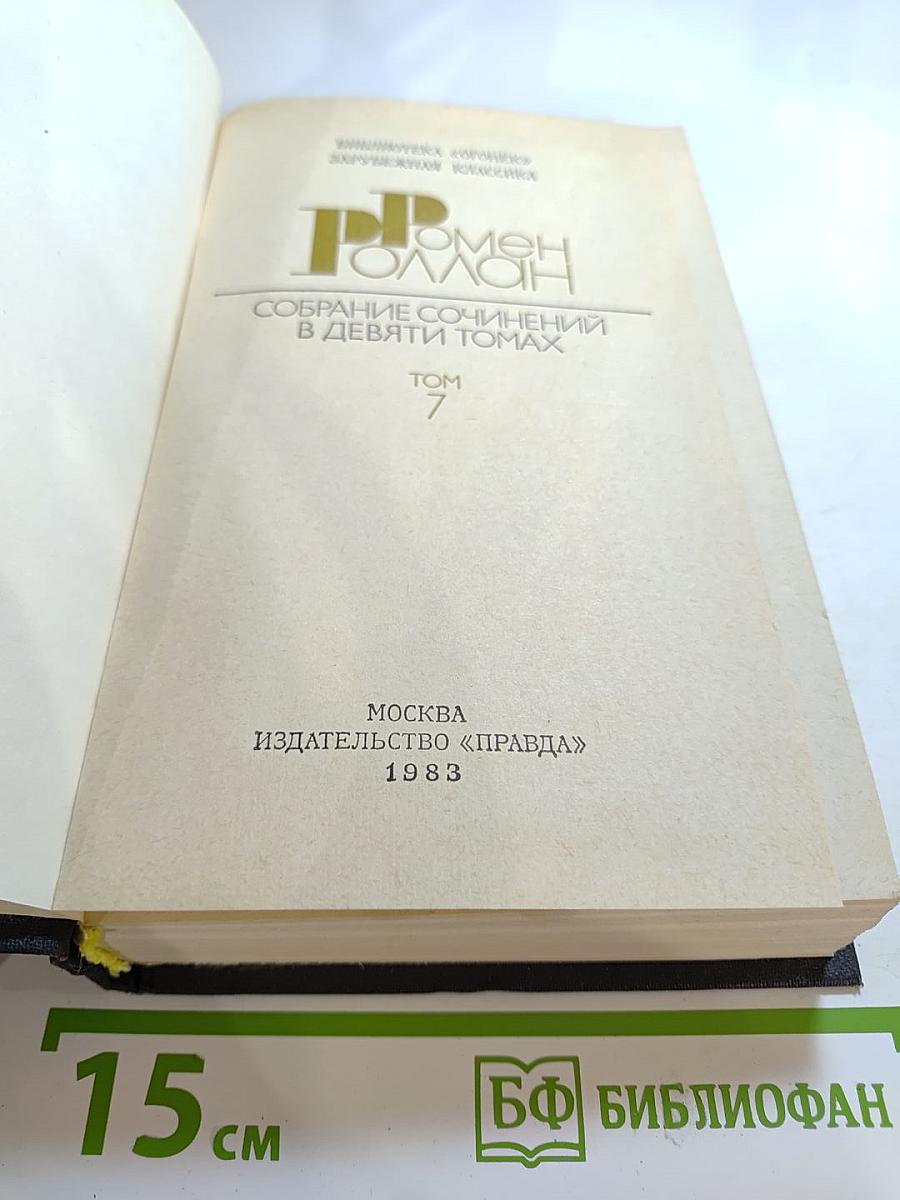 БИБЛИОТЕКА «ОГОНЕК»
ЗАРУБЕЖНАЯ КЛАССИКА
Ромен
Роллан
СОБРАНИЕ СОЧИНЕНИЙ
В ДЕВЯТИ ТОМАХ
ТОМ
7
МОСКВА
ИЗДАТЕЛЬСТВО «ПРАВДА»
1983
15 см
БФ БИБЛИОФАН